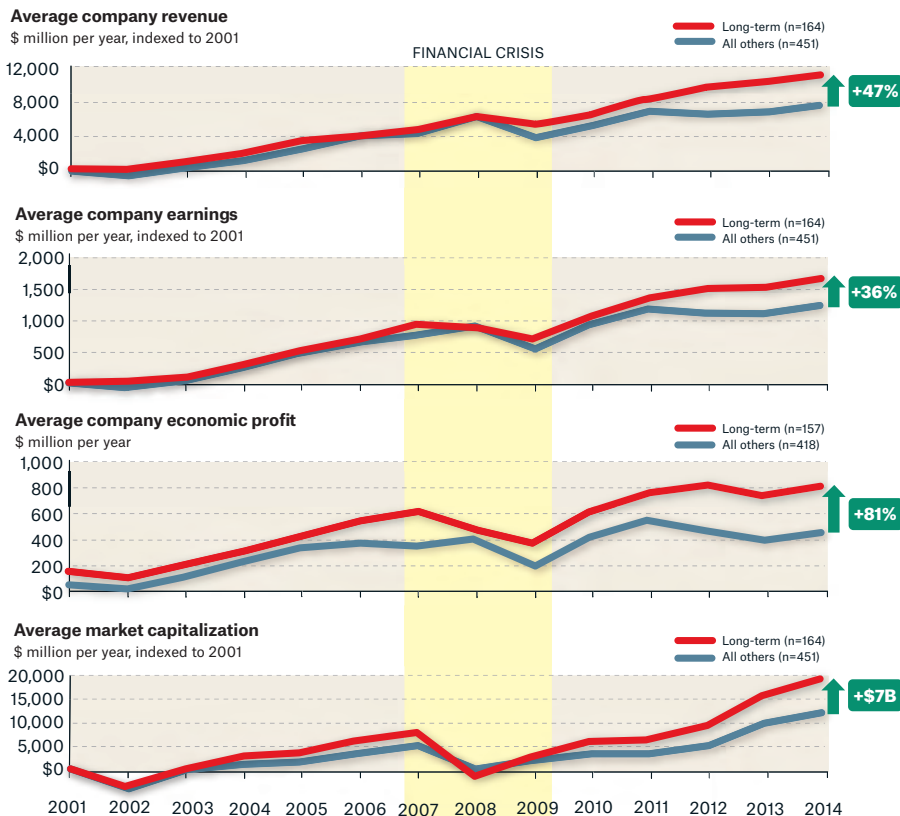 Average company revenue
$ million per year, indexed to 2001
Long-term (n=164)
All others (n=451)
FINANCIAL CRISIS
12,000
8,000
4,000
$0
+47%
Average company earnings
$ million per year, indexed to 2001
Long-term (n=164)
All others (n=451)
2,000
1,500
1,000
500
$0
+36%
Average company economic profit
$ million per year
Long-term (n=157)
All others (n=418)
1,000
800
600
400
200
$0
+81%
Average market capitalization
$ million per year, indexed to 2001
Long-term (n=164)
All others (n=451)
20,000
15,000
10,000
5,000
$0
+$7B
2001 2002 2003 2004 2005 2006 2007 2008 2009 2010 2011 2012 2013 2014